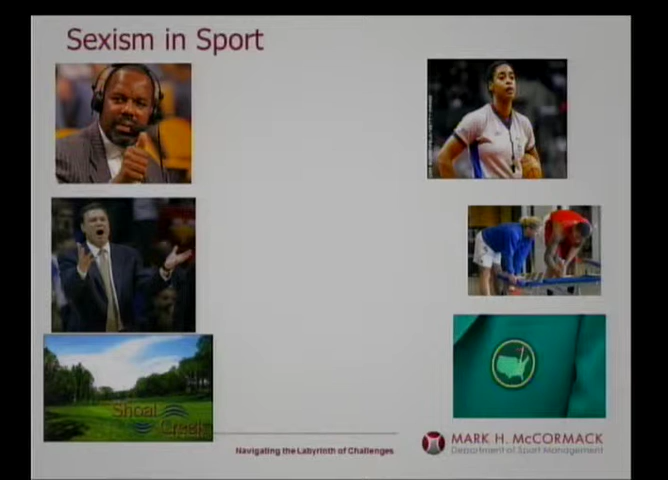 Sexism in Sport
Shoal
Creek
Navigating the Labyrinth of Challenges
MARK H. McCORMACK
Department of Sport Management